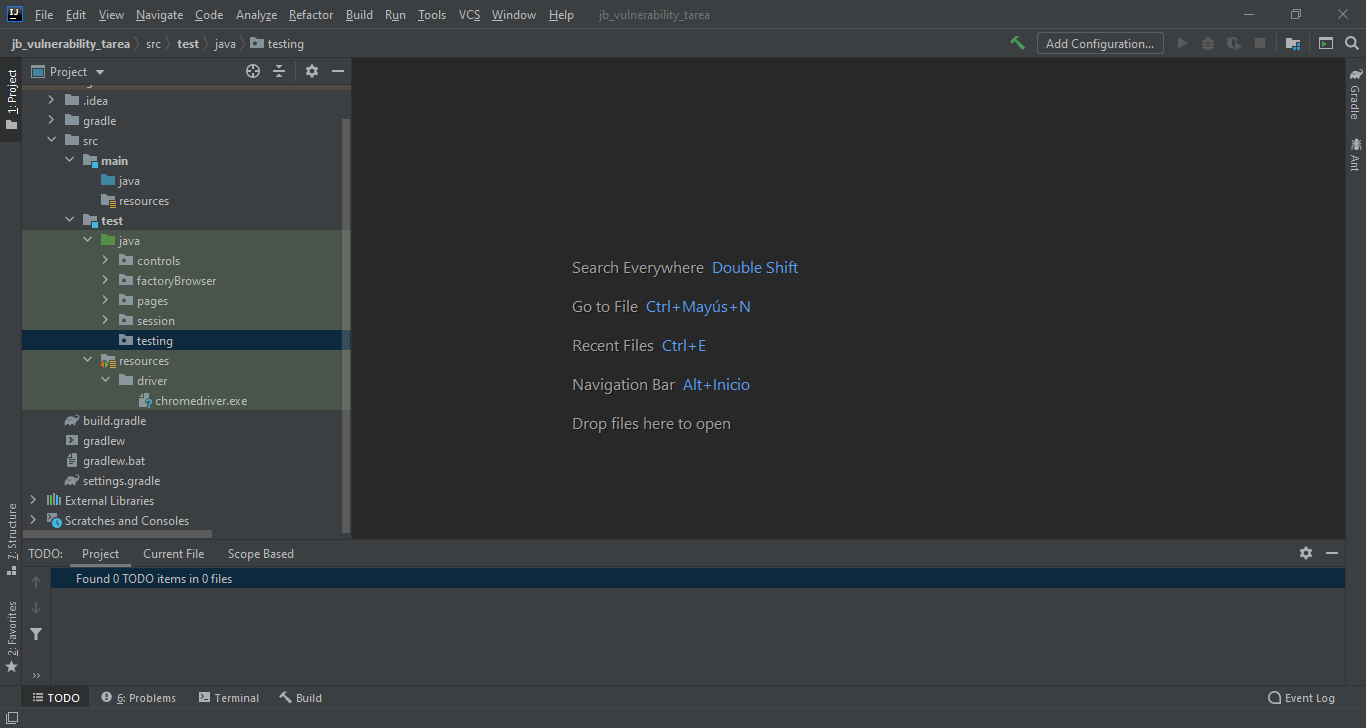 File Edit View Navigate Code Analyze Refactor Build Run Tools VCS Window Help jb_vulnerability_tarea
jb_vulnerability_tarea src test java testing
Add Configuration...
1: Project
Project
.idea
gradle
src
main
java
resources
test
java
controls
factoryBrowser
pages
session
testing
resources
driver
chromedriver.exe
build.gradle
gradlew
gradlew.bat
settings.gradle
External Libraries
Scratches and Consoles
Search Everywhere Double Shift
Go to File Ctrl+Mayús+N
Recent Files Ctrl+E
Navigation Bar Alt+Inicio
Drop files here to open
Gradle
Ant
7: Structure
2: Favorites
TODO: Project Current File Scope Based
Found 0 TODO items in 0 files
TODO 6: Problems Terminal Build Event Log